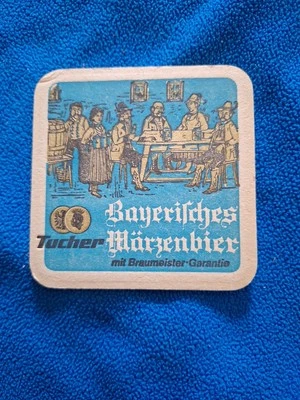 Bayerisches
Tucher Märzenbier
mit Braumeister-Garantie